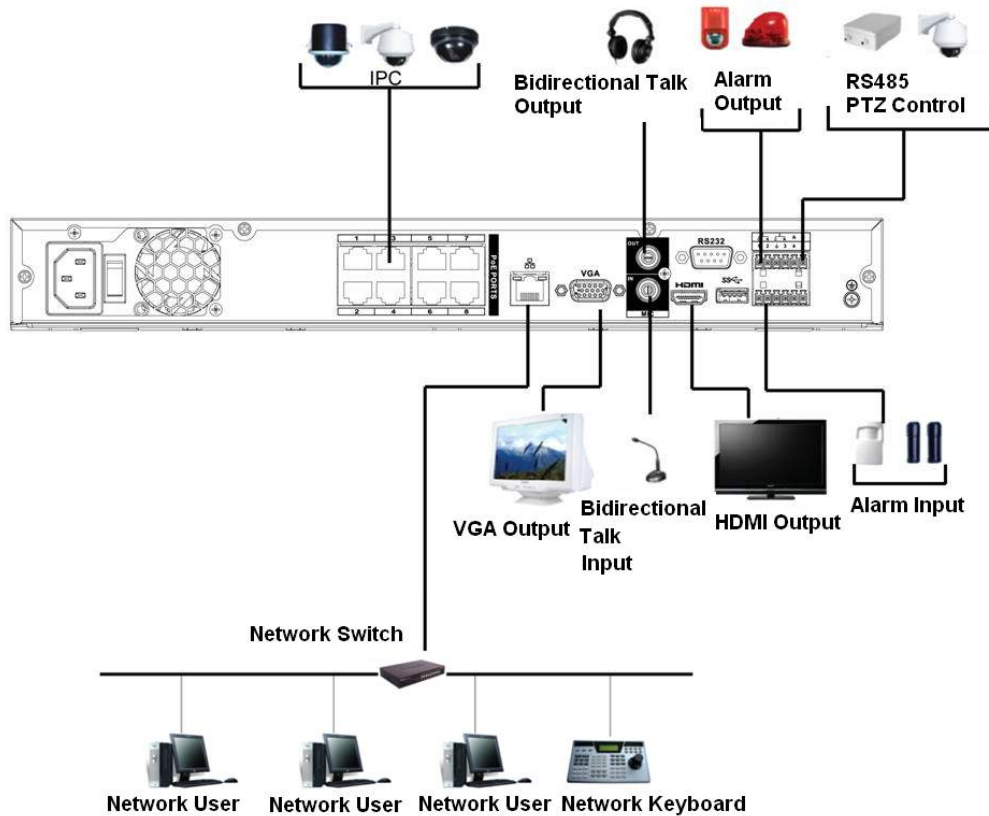 IPC
Bidirectional Talk
Output
Alarm
Output
RS485
PTZ Control
1 3 5 7
PoE PORTS
2 4 6 8
VGA
OUT
IN
MIC
RS232
HDMI
SS
A
VGA Output
Bidirectional
Talk
Input
HDMI Output
Alarm Input
Network Switch
Network User
Network User
Network User
Network Keyboard